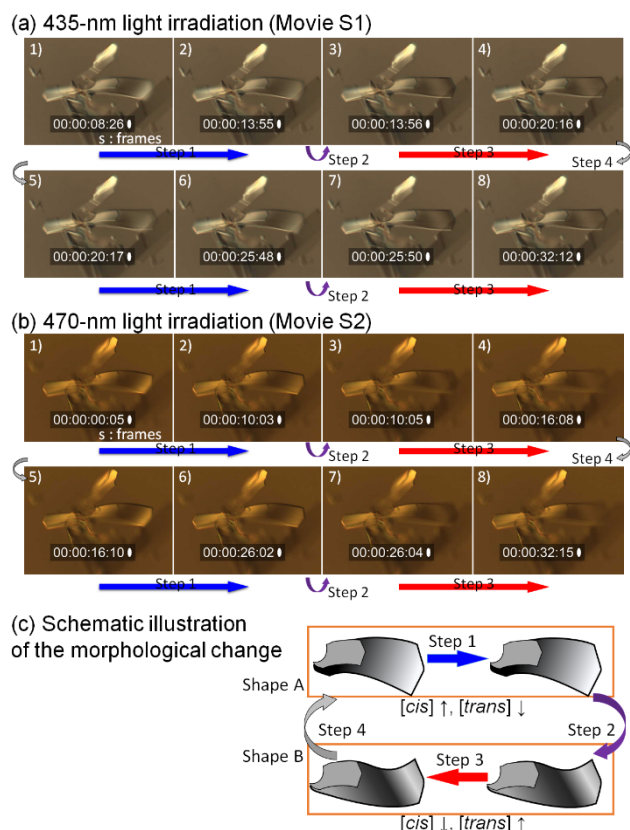 (a) 435-nm light irradiation (Movie S1)
1) 2) 3) 4)
00:00:08:26 00:00:13:55 00:00:13:56 00:00:20:16
s : frames
Step 1 Step 2 Step 3 Step 4
5) 6) 7) 8)
00:00:20:17 00:00:25:48 00:00:25:50 00:00:32:12
Step 1 Step 2 Step 3
(b) 470-nm light irradiation (Movie S2)
1) 2) 3) 4)
00:00:00:05 00:00:10:03 00:00:10:05 00:00:16:08
s : frames
Step 1 Step 2 Step 3 Step 4
5) 6) 7) 8)
00:00:16:10 00:00:26:02 00:00:26:04 00:00:32:15
Step 1 Step 2 Step 3
(c) Schematic illustration
of the morphological change
Step 1
Shape A
[cis] ↑, [trans] ↓
Step 4 Step 2
Shape B
Step 3
[cis] ↓, [trans] ↑